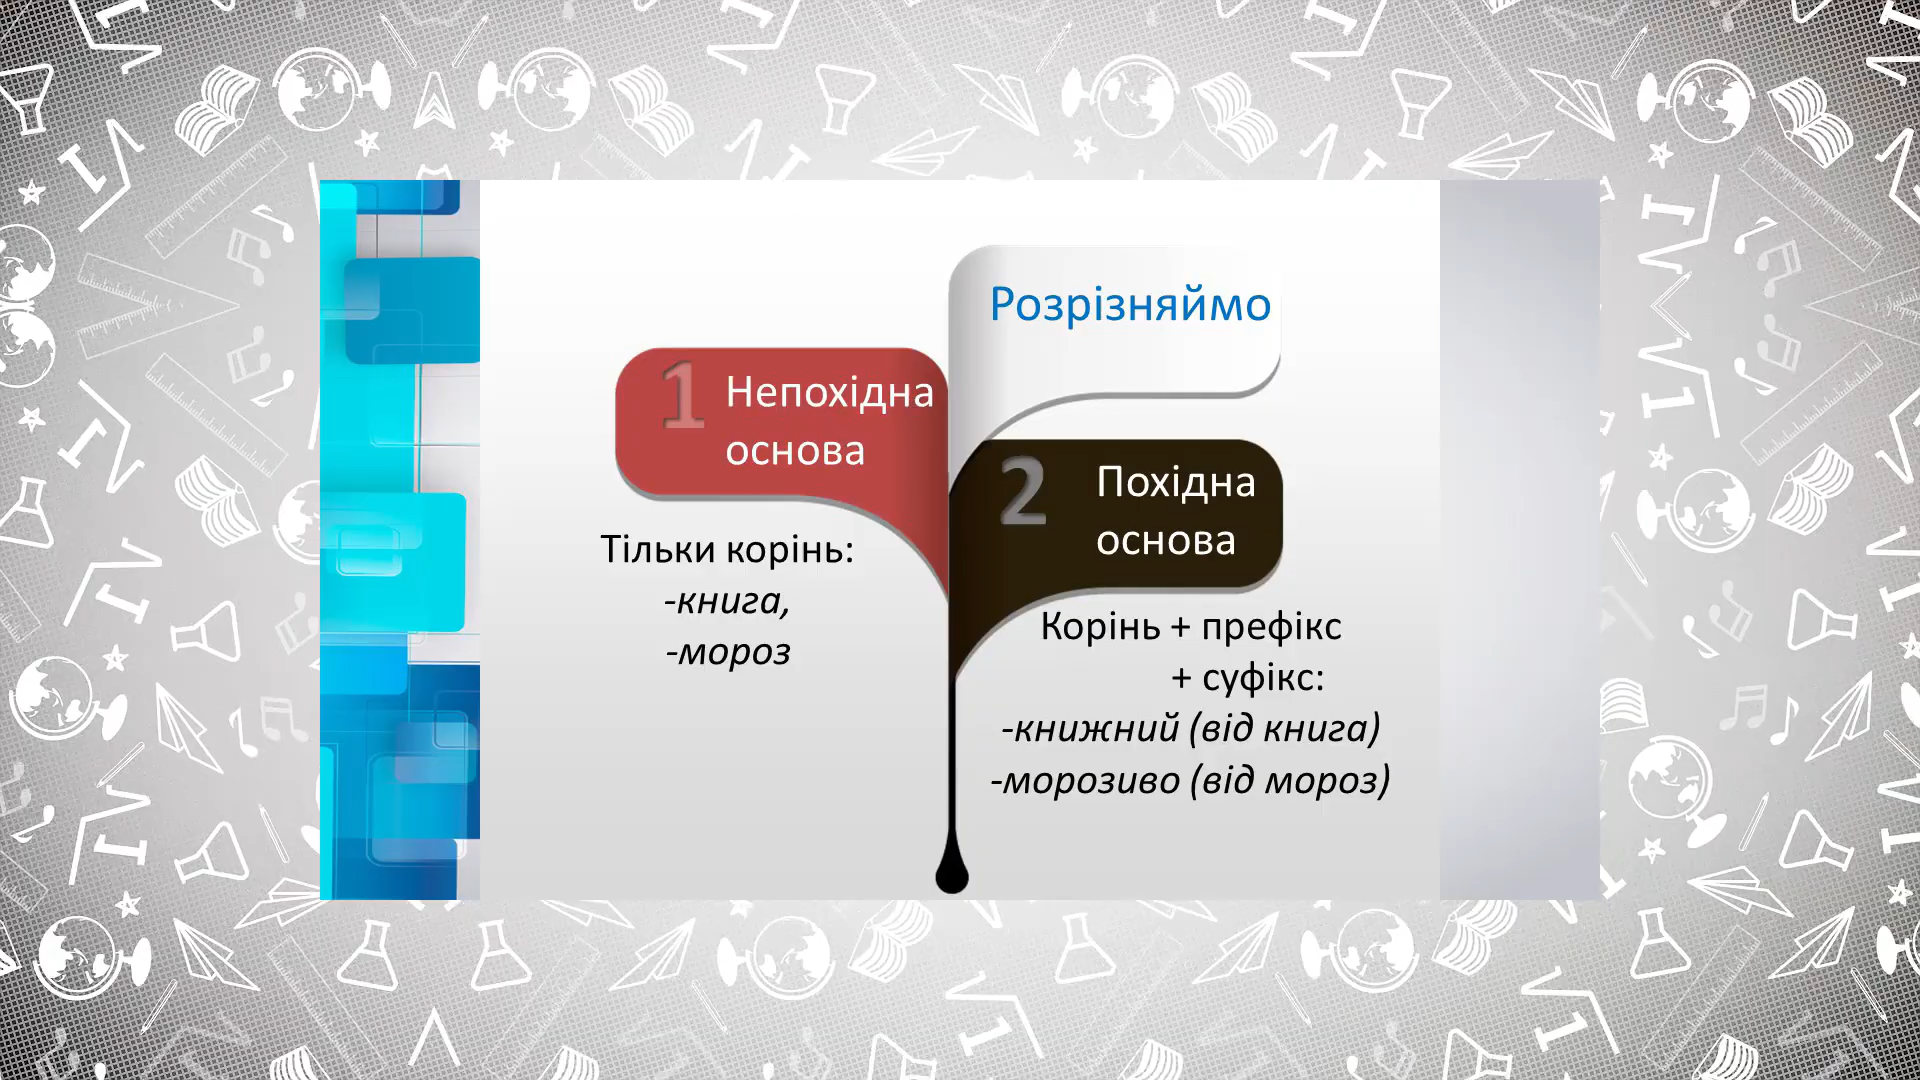 Розрізняймо
1 Непохідна
основа
Тільки корінь:
-книга,
-мороз
2 Похідна
основа
Корінь + префікс
+ суфікс:
-книжний (від книга)
-морозиво (від мороз)